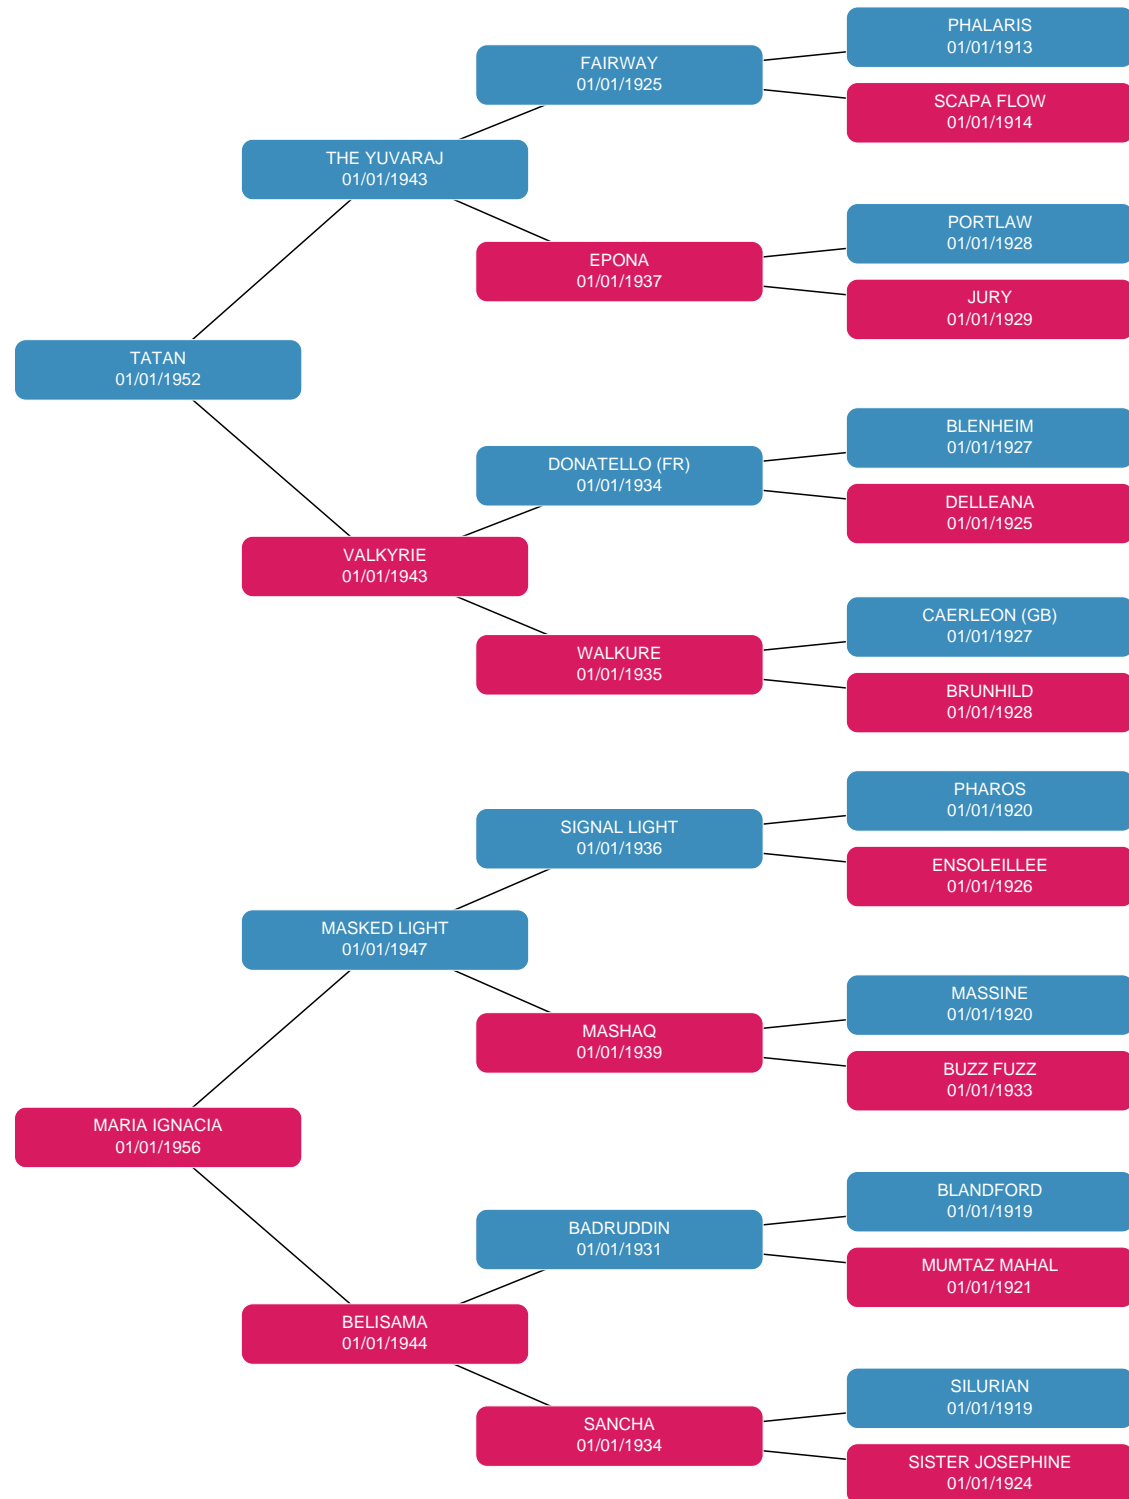 PHALARIS
01/01/1913
FAIRWAY
01/01/1925
SCAPA FLOW
01/01/1914
THE YUVARAJ
01/01/1943
PORTLAW
01/01/1928
EPONA
01/01/1937
JURY
01/01/1929
TATAN
01/01/1952
BLENHEIM
01/01/1927
DONATELLO (FR)
01/01/1934
DELLEANA
01/01/1925
VALKYRIE
01/01/1943
CAERLEON (GB)
01/01/1927
WALKURE
01/01/1935
BRUNHILD
01/01/1928
PHAROS
01/01/1920
SIGNAL LIGHT
01/01/1936
ENSOLEILLEE
01/01/1926
MASKED LIGHT
01/01/1947
MASSINE
01/01/1920
MASHAQ
01/01/1939
BUZZ FUZZ
01/01/1933
MARIA IGNACIA
01/01/1956
BLANDFORD
01/01/1919
BADRUDDIN
01/01/1931
MUMTAZ MAHAL
01/01/1921
BELISAMA
01/01/1944
SILURIAN
01/01/1919
SANCHA
01/01/1934
SISTER JOSEPHINE
01/01/1924